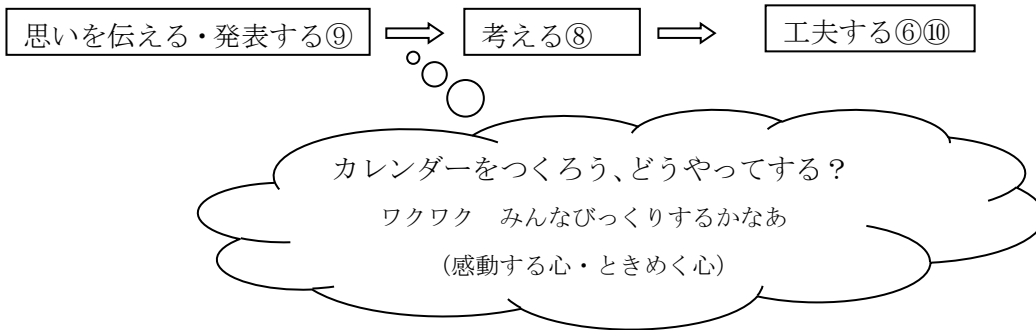 思いを伝える・発表する⑨
考える⑧
工夫する⑥⑩
カレンダーをつくろう、どうやってする？
ワクワク　みんなびっくりするかなあ
（感動する心・ときめく心）